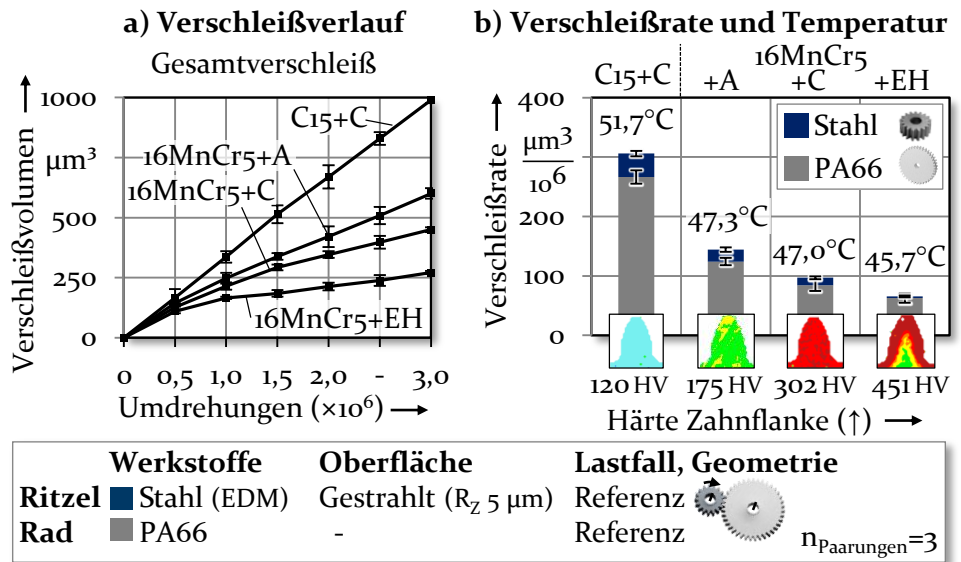 a) Verschleißverlauf
Gesamtverschleiß
Verschleißvolumen
1000
µm³
500
250
0
C15+C
16MnCr5+A
16MnCr5+C
16MnCr5+EH
0 0,5 1,0 1,5 2,0 - 3,0
Umdrehungen (×10⁶)
b) Verschleißrate und Temperatur
16MnCr5
C15+C +A +C +EH
Verschleißrate
400
µm³
10⁶
200
100
0
51,7°C
47,3°C
47,0°C
45,7°C
Stahl
PA66
120 HV 175 HV 302 HV 451 HV
Härte Zahnflanke (↑)
Werkstoffe Oberfläche Lastfall, Geometrie
Ritzel Stahl (EDM) Gestrahlt (R_Z 5 µm) Referenz
Rad PA66 - Referenz
n_Paarungen=3